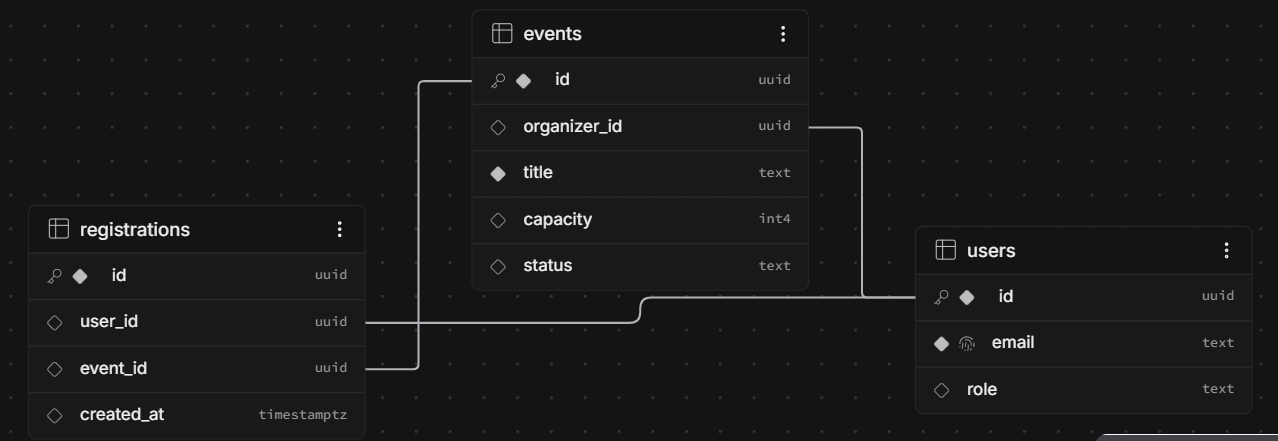 events
id uuid
organizer_id uuid
title text
capacity int4
status text
registrations
id uuid
user_id uuid
event_id uuid
created_at timestamptz
users
id uuid
email text
role text